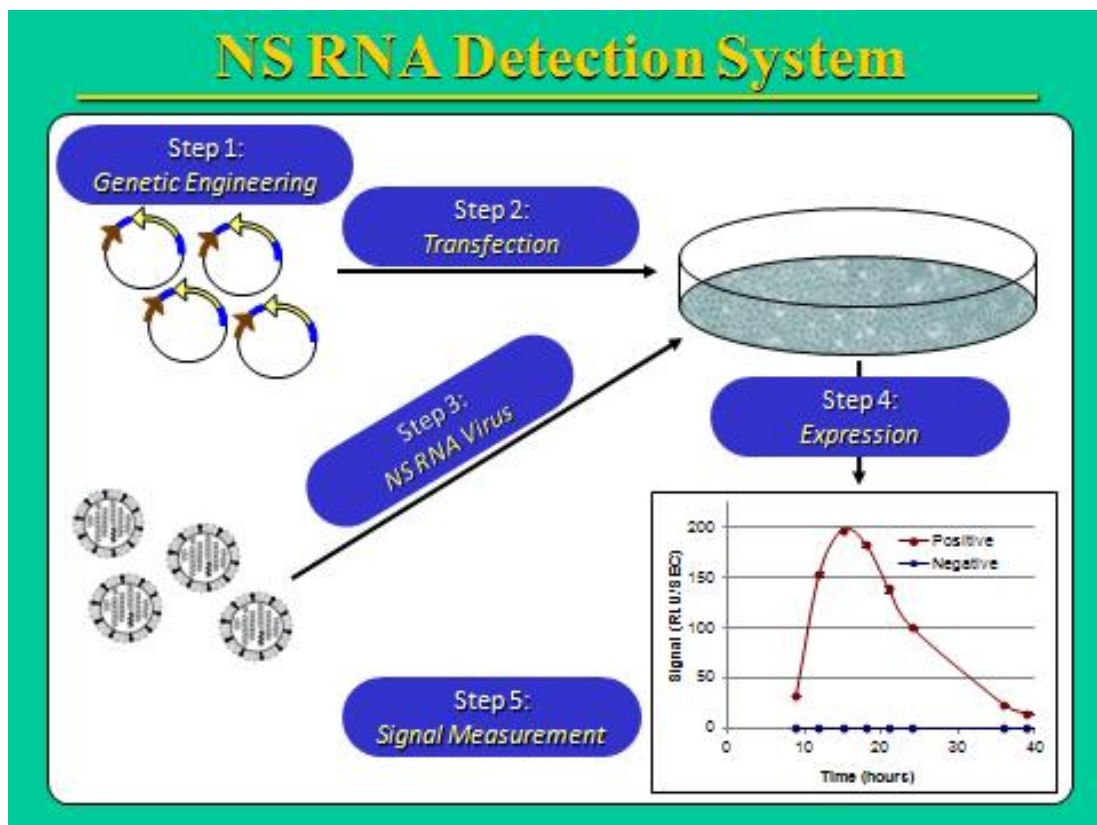 NS RNA Detection System
Step 1:
Genetic Engineering
Step 2:
Transfection
Step 3:
NS RNA Virus
Step 4:
Expression
200
150
100
50
0
Signal (RLU/SEC)
Positive
Negative
0 10 20 30 40
Time (hours)
Step 5:
Signal Measurement